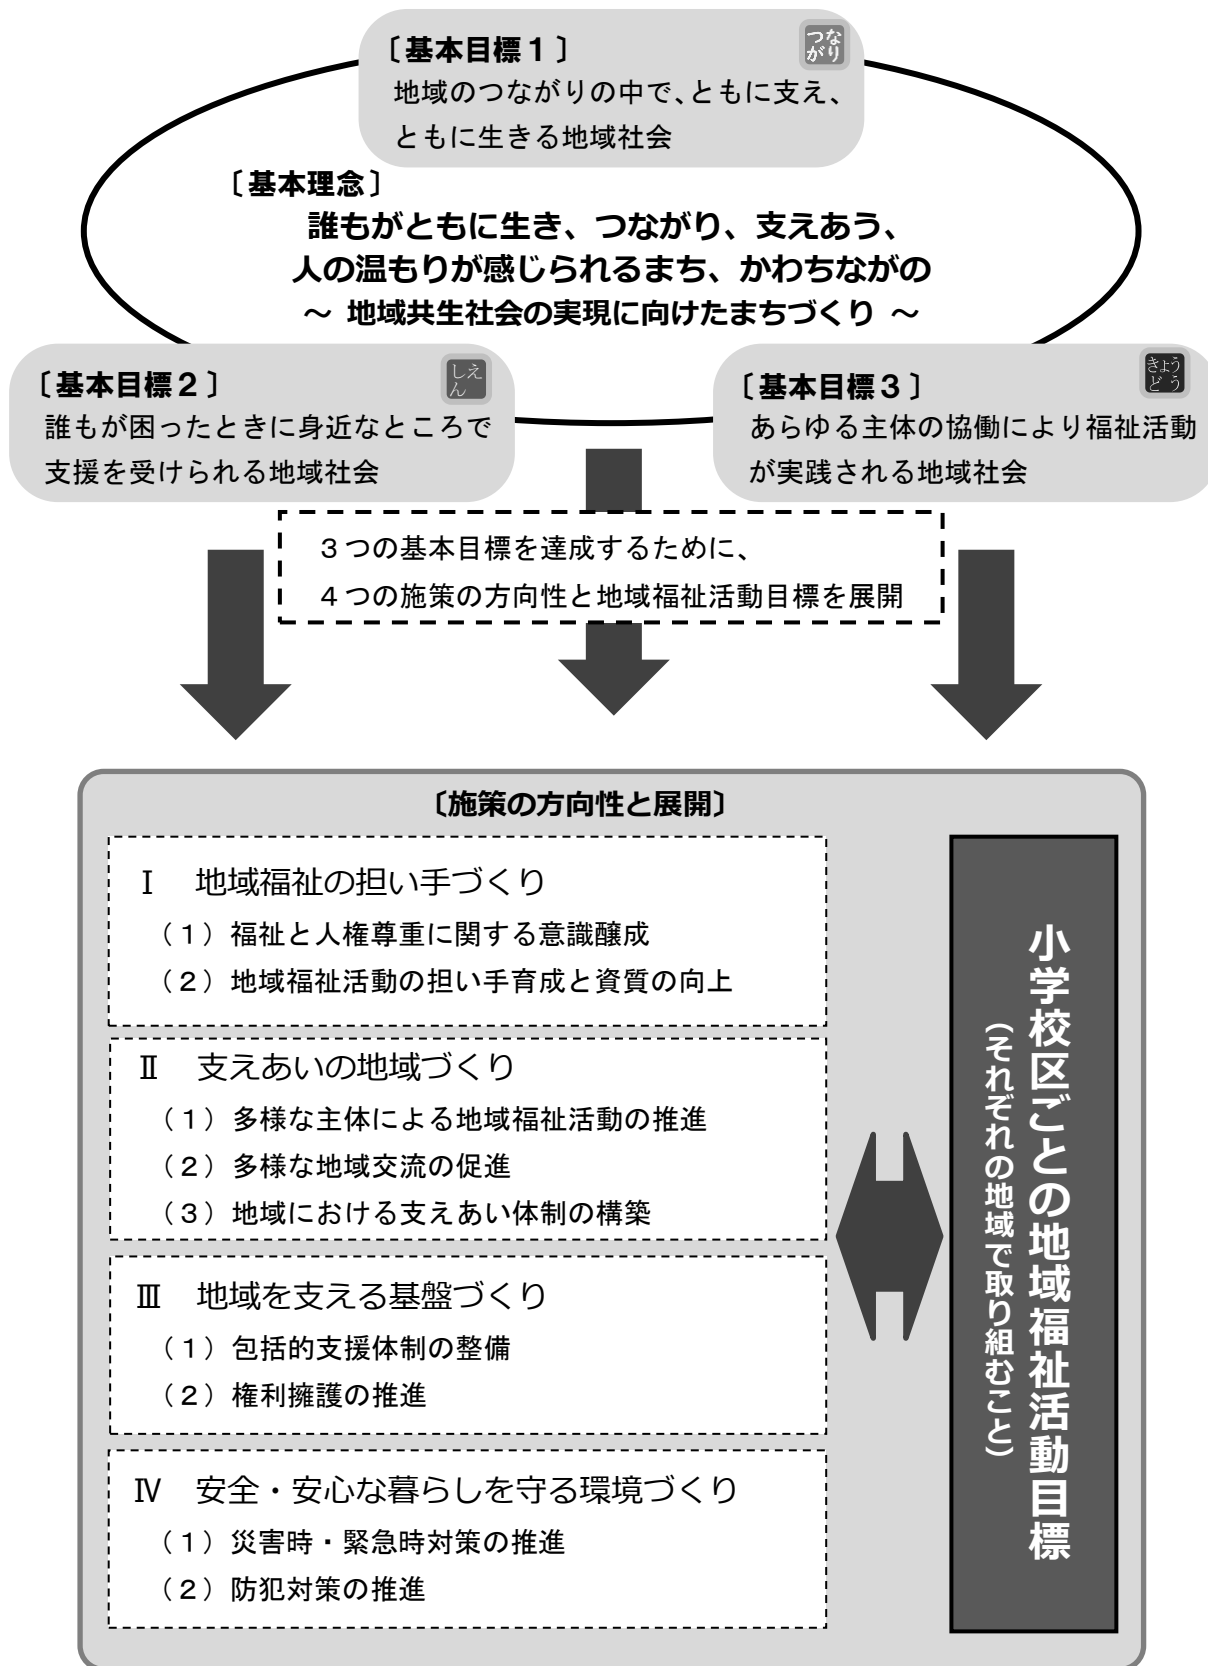 〔基本目標１〕
つな
がり
地域のつながりの中で、ともに支え、
ともに生きる地域社会
〔基本理念〕
誰もがともに生き、つながり、支えあう、
人の温もりが感じられるまち、かわちながの
～ 地域共生社会の実現に向けたまちづくり ～
〔基本目標２〕
しえ
ん
誰もが困ったときに身近なところで
支援を受けられる地域社会
〔基本目標３〕
きょう
どう
あらゆる主体の協働により福祉活動
が実践される地域社会
３つの基本目標を達成するために、
４つの施策の方向性と地域福祉活動目標を展開
〔施策の方向性と展開〕
Ⅰ　地域福祉の担い手づくり
（１）福祉と人権尊重に関する意識醸成
（２）地域福祉活動の担い手育成と資質の向上
Ⅱ　支えあいの地域づくり
（１）多様な主体による地域福祉活動の推進
（２）多様な地域交流の促進
（３）地域における支えあい体制の構築
Ⅲ　地域を支える基盤づくり
（１）包括的支援体制の整備
（２）権利擁護の推進
Ⅳ　安全・安心な暮らしを守る環境づくり
（１）災害時・緊急時対策の推進
（２）防犯対策の推進
小学校区ごとの地域福祉活動目標
（それぞれの地域で取り組むこと）